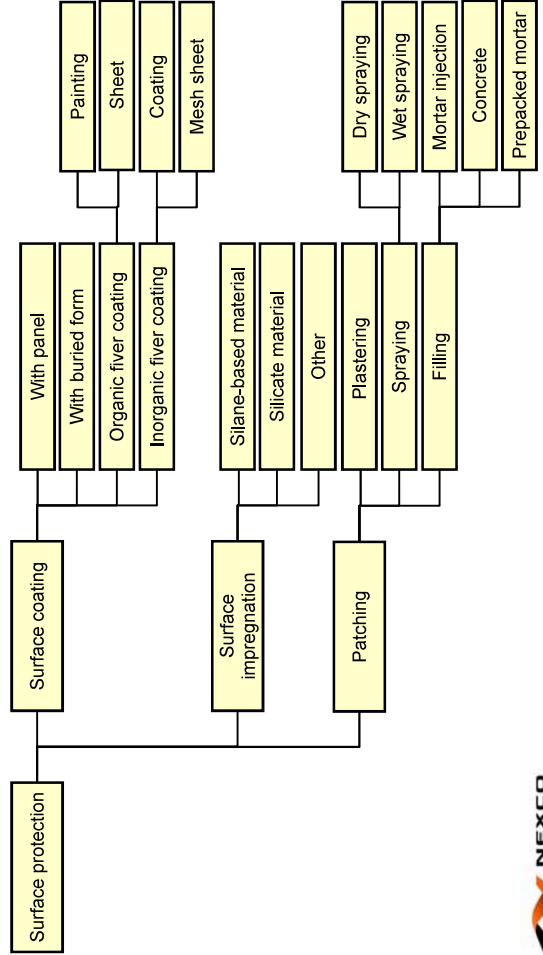 Surface protection
Surface coating
With panel
With buried form
Organic fiver coating
Painting
Sheet
Inorganic fiver coating
Coating
Mesh sheet
Surface
impregnation
Silane-based material
Silicate material
Other
Patching
Plastering
Spraying
Dry spraying
Wet spraying
Filling
Mortar injection
Concrete
Prepacked mortar
NEXCO